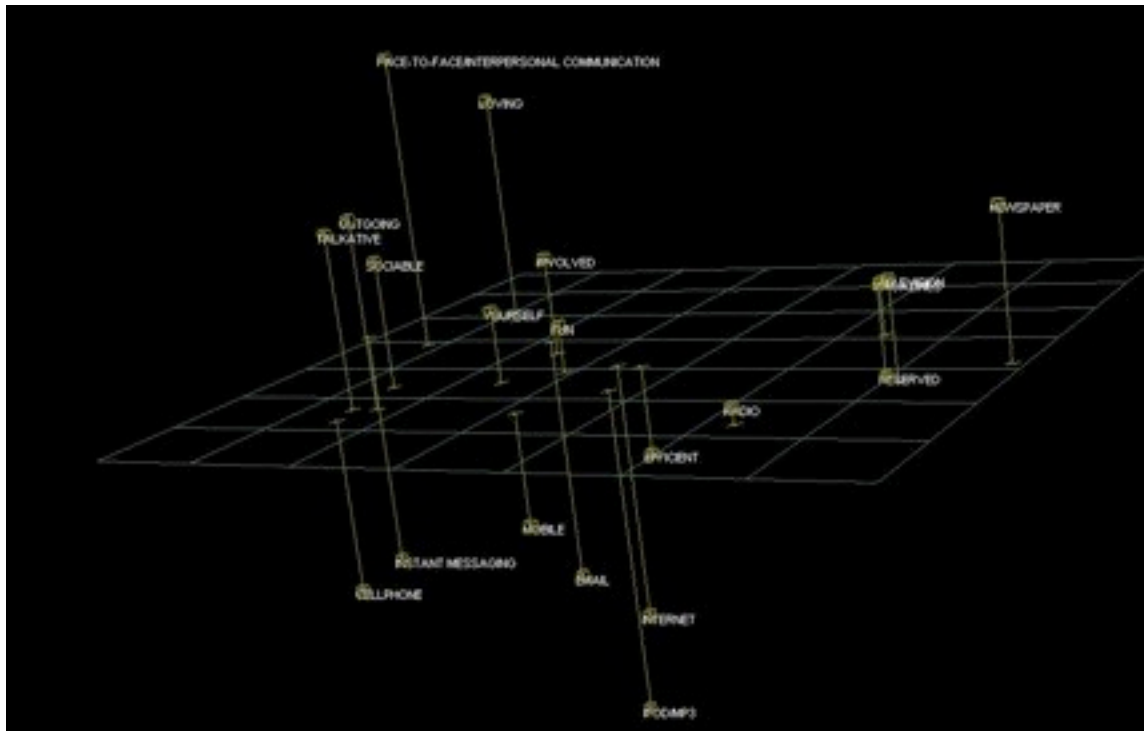 FACE-TO-FACE/INTERPERSONAL COMMUNICATION
LOVING
NEWSPAPER
OUTGOING
TALKATIVE
SOCIABLE
INVOLVED
TELEVISION
YOURSELF
FUN
RESERVED
RADIO
EFFICIENT
MOBILE
INSTANT MESSAGING
EMAIL
CELLPHONE
INTERNET
IPOD/MP3